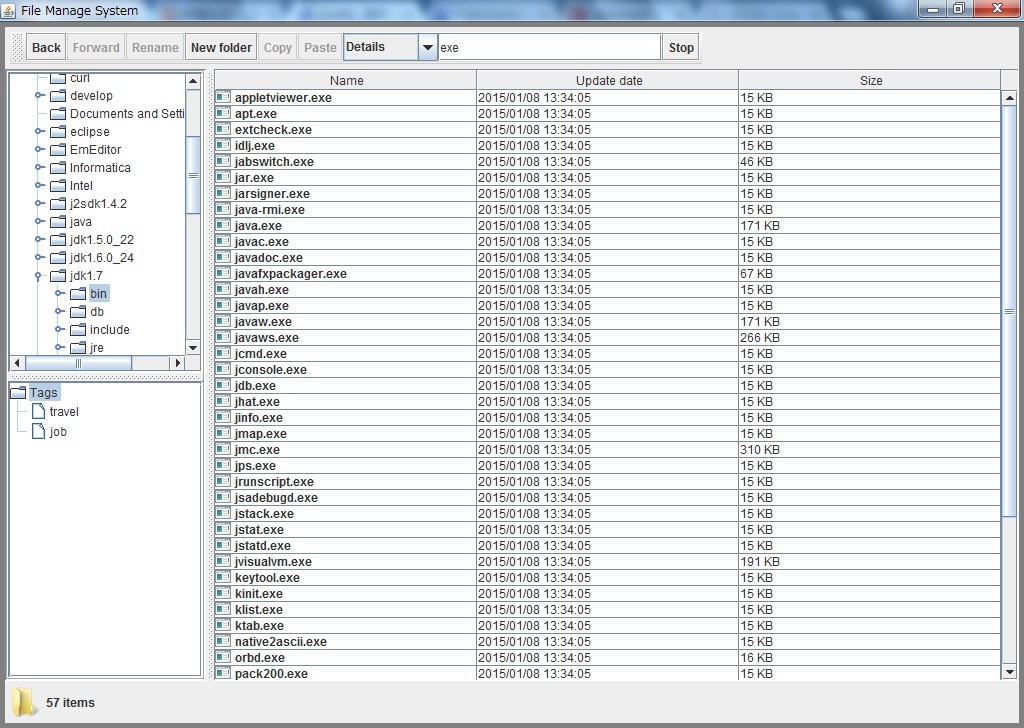 File Manage System
Back Forward Rename New folder Copy Paste Details exe Stop
curl
develop
Documents and Setti
eclipse
EmEditor
Informatica
Intel
j2sdk1.4.2
java
jdk1.5.0_22
jdk1.6.0_24
jdk1.7
bin
db
include
jre
Tags
travel
job
Name Update date Size
appletviewer.exe 2015/01/08 13:34:05 15 KB
apt.exe 2015/01/08 13:34:05 15 KB
extcheck.exe 2015/01/08 13:34:05 15 KB
idlj.exe 2015/01/08 13:34:05 15 KB
jabswitch.exe 2015/01/08 13:34:05 46 KB
jar.exe 2015/01/08 13:34:05 15 KB
jarsigner.exe 2015/01/08 13:34:05 15 KB
java-rmi.exe 2015/01/08 13:34:05 15 KB
java.exe 2015/01/08 13:34:05 171 KB
javac.exe 2015/01/08 13:34:05 15 KB
javadoc.exe 2015/01/08 13:34:05 15 KB
javafxpackager.exe 2015/01/08 13:34:05 67 KB
javah.exe 2015/01/08 13:34:05 15 KB
javap.exe 2015/01/08 13:34:05 15 KB
javaw.exe 2015/01/08 13:34:05 171 KB
javaws.exe 2015/01/08 13:34:05 266 KB
jcmd.exe 2015/01/08 13:34:05 15 KB
jconsole.exe 2015/01/08 13:34:05 15 KB
jdb.exe 2015/01/08 13:34:05 15 KB
jhat.exe 2015/01/08 13:34:05 15 KB
jinfo.exe 2015/01/08 13:34:05 15 KB
jmap.exe 2015/01/08 13:34:05 15 KB
jmc.exe 2015/01/08 13:34:05 310 KB
jps.exe 2015/01/08 13:34:05 15 KB
jrunscript.exe 2015/01/08 13:34:05 15 KB
jsadebugd.exe 2015/01/08 13:34:05 15 KB
jstack.exe 2015/01/08 13:34:05 15 KB
jstat.exe 2015/01/08 13:34:05 15 KB
jstatd.exe 2015/01/08 13:34:05 15 KB
jvisualvm.exe 2015/01/08 13:34:05 191 KB
keytool.exe 2015/01/08 13:34:05 15 KB
kinit.exe 2015/01/08 13:34:05 15 KB
klist.exe 2015/01/08 13:34:05 15 KB
ktab.exe 2015/01/08 13:34:05 15 KB
native2ascii.exe 2015/01/08 13:34:05 15 KB
orbd.exe 2015/01/08 13:34:05 16 KB
pack200.exe 2015/01/08 13:34:05 15 KB
57 items